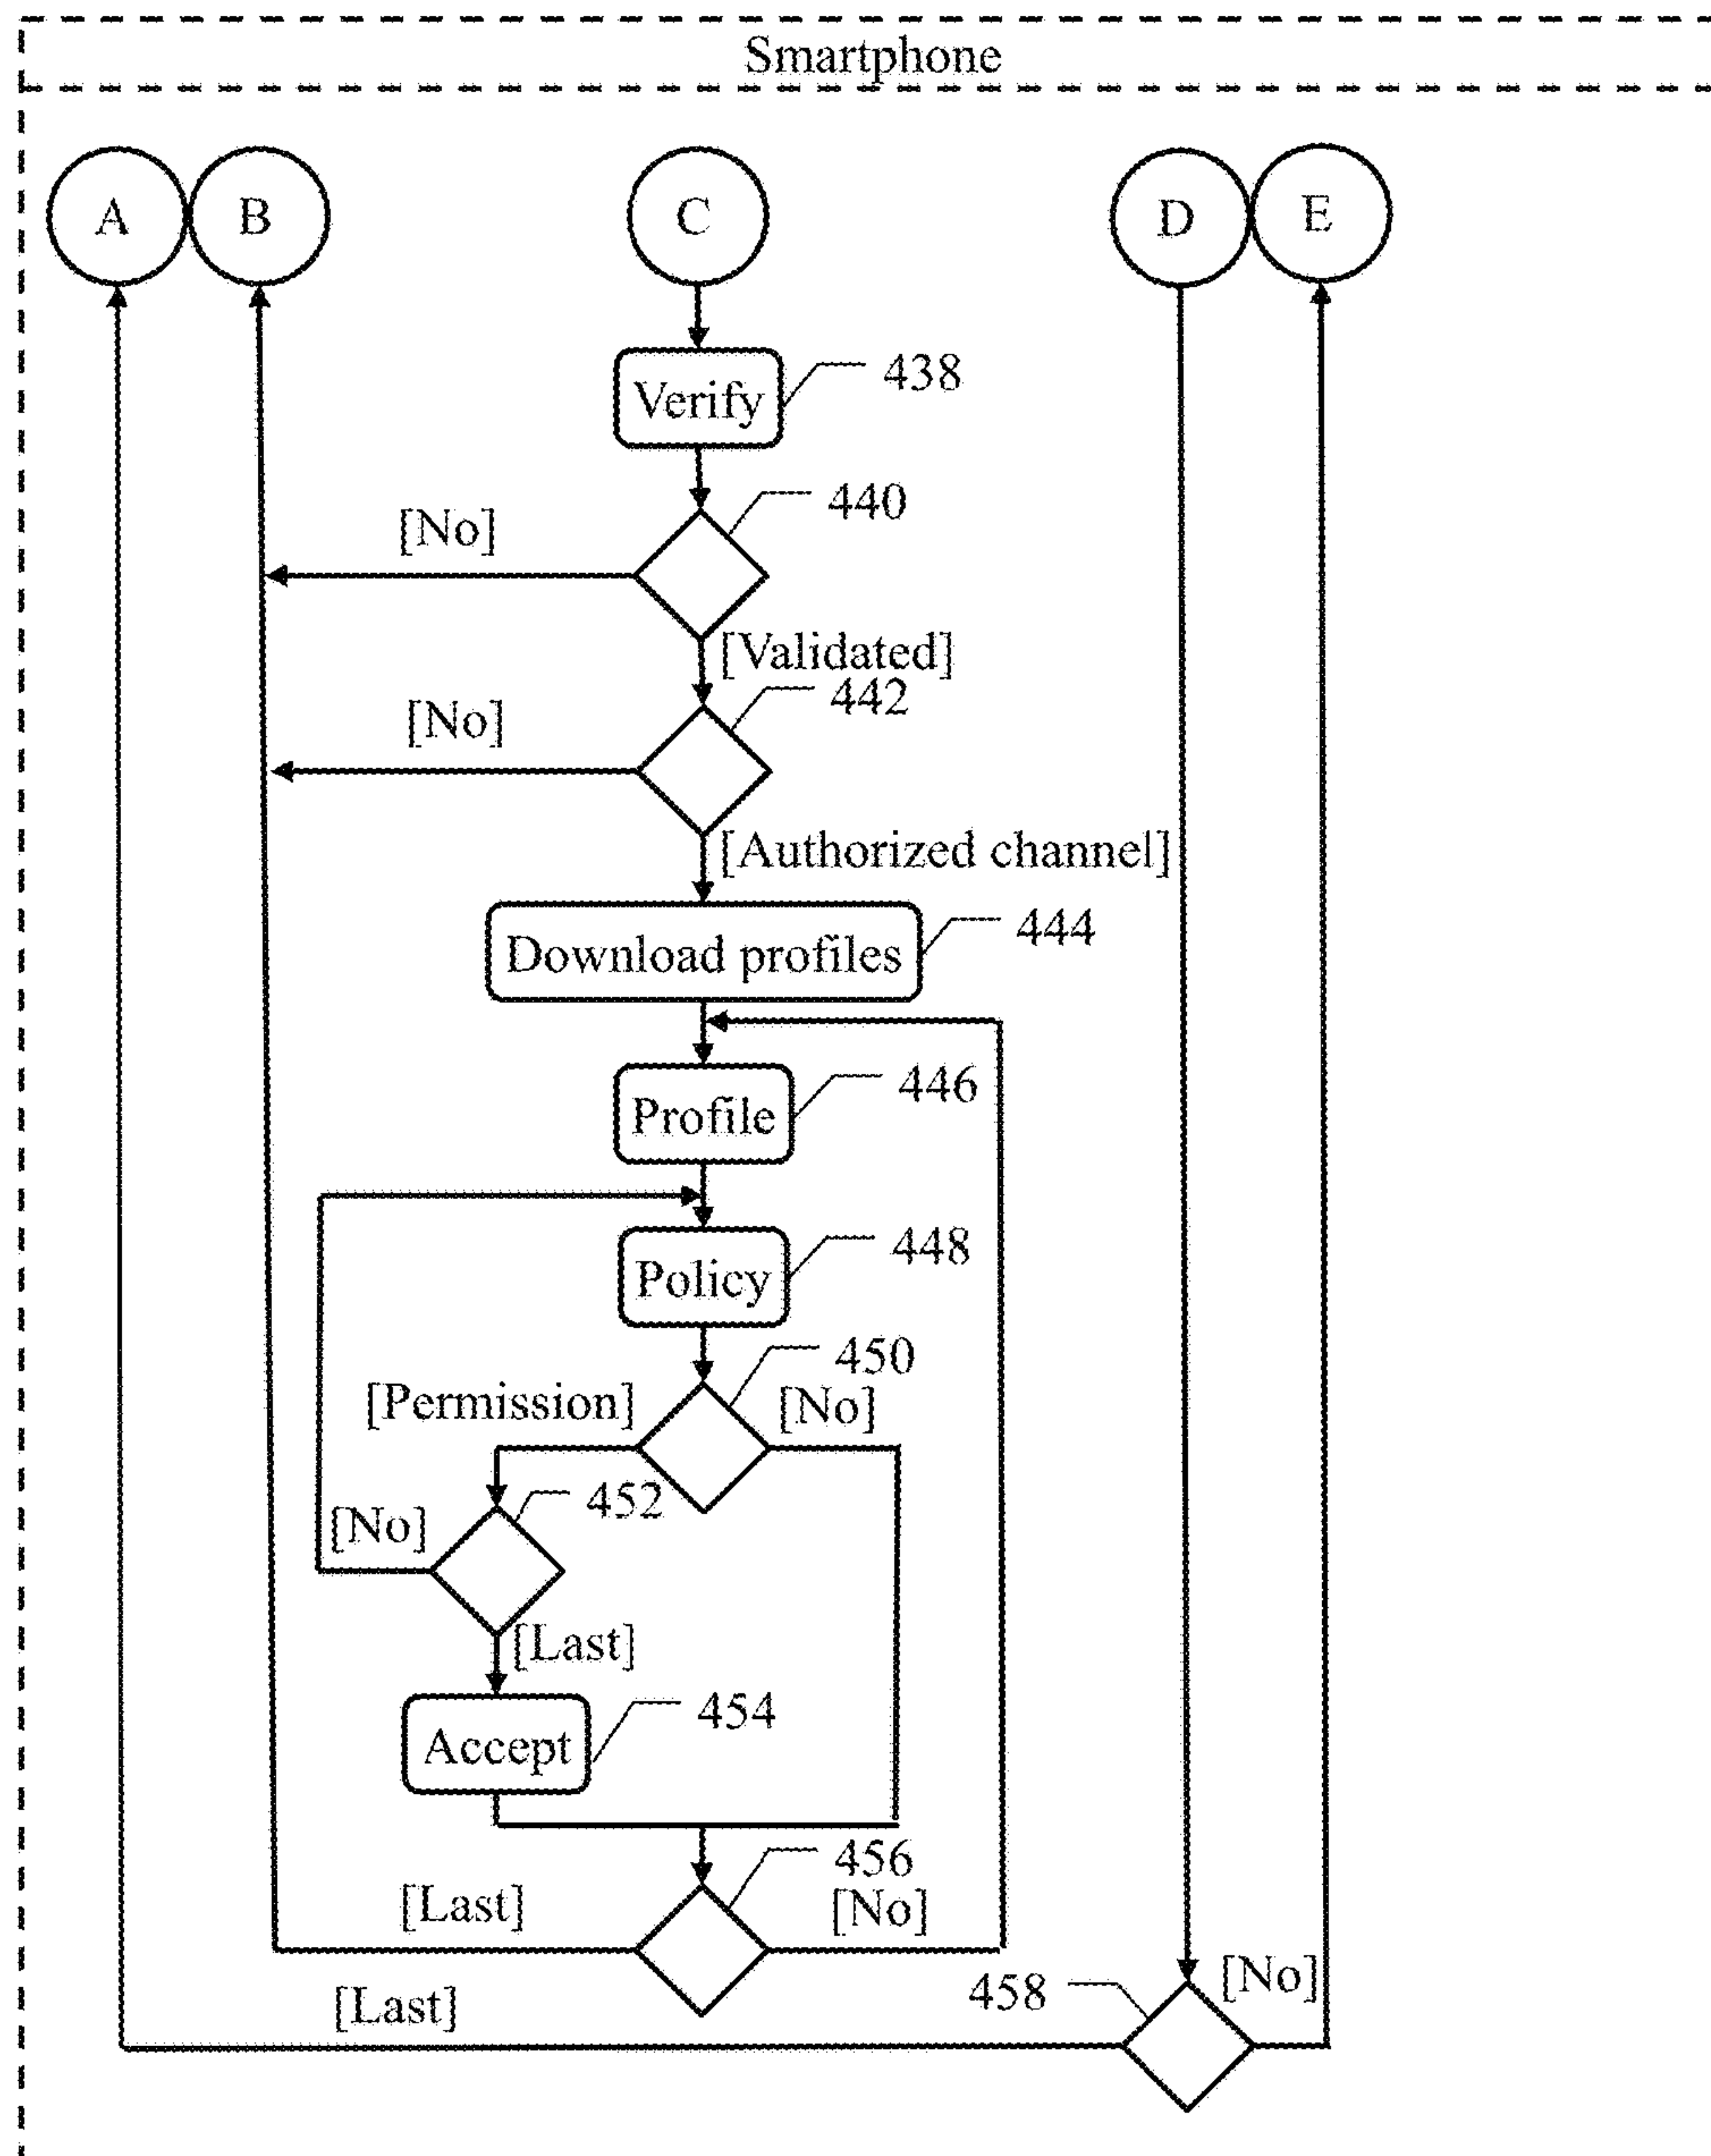 Smartphone
A B C D E
Verify 438
440
[No]
[Validated]
442
[No]
[Authorized channel]
Download profiles 444
Profile 446
Policy 448
450
[Permission] [No]
452
[No]
[Last]
Accept 454
456
[Last] [No]
458 [No]
[Last]